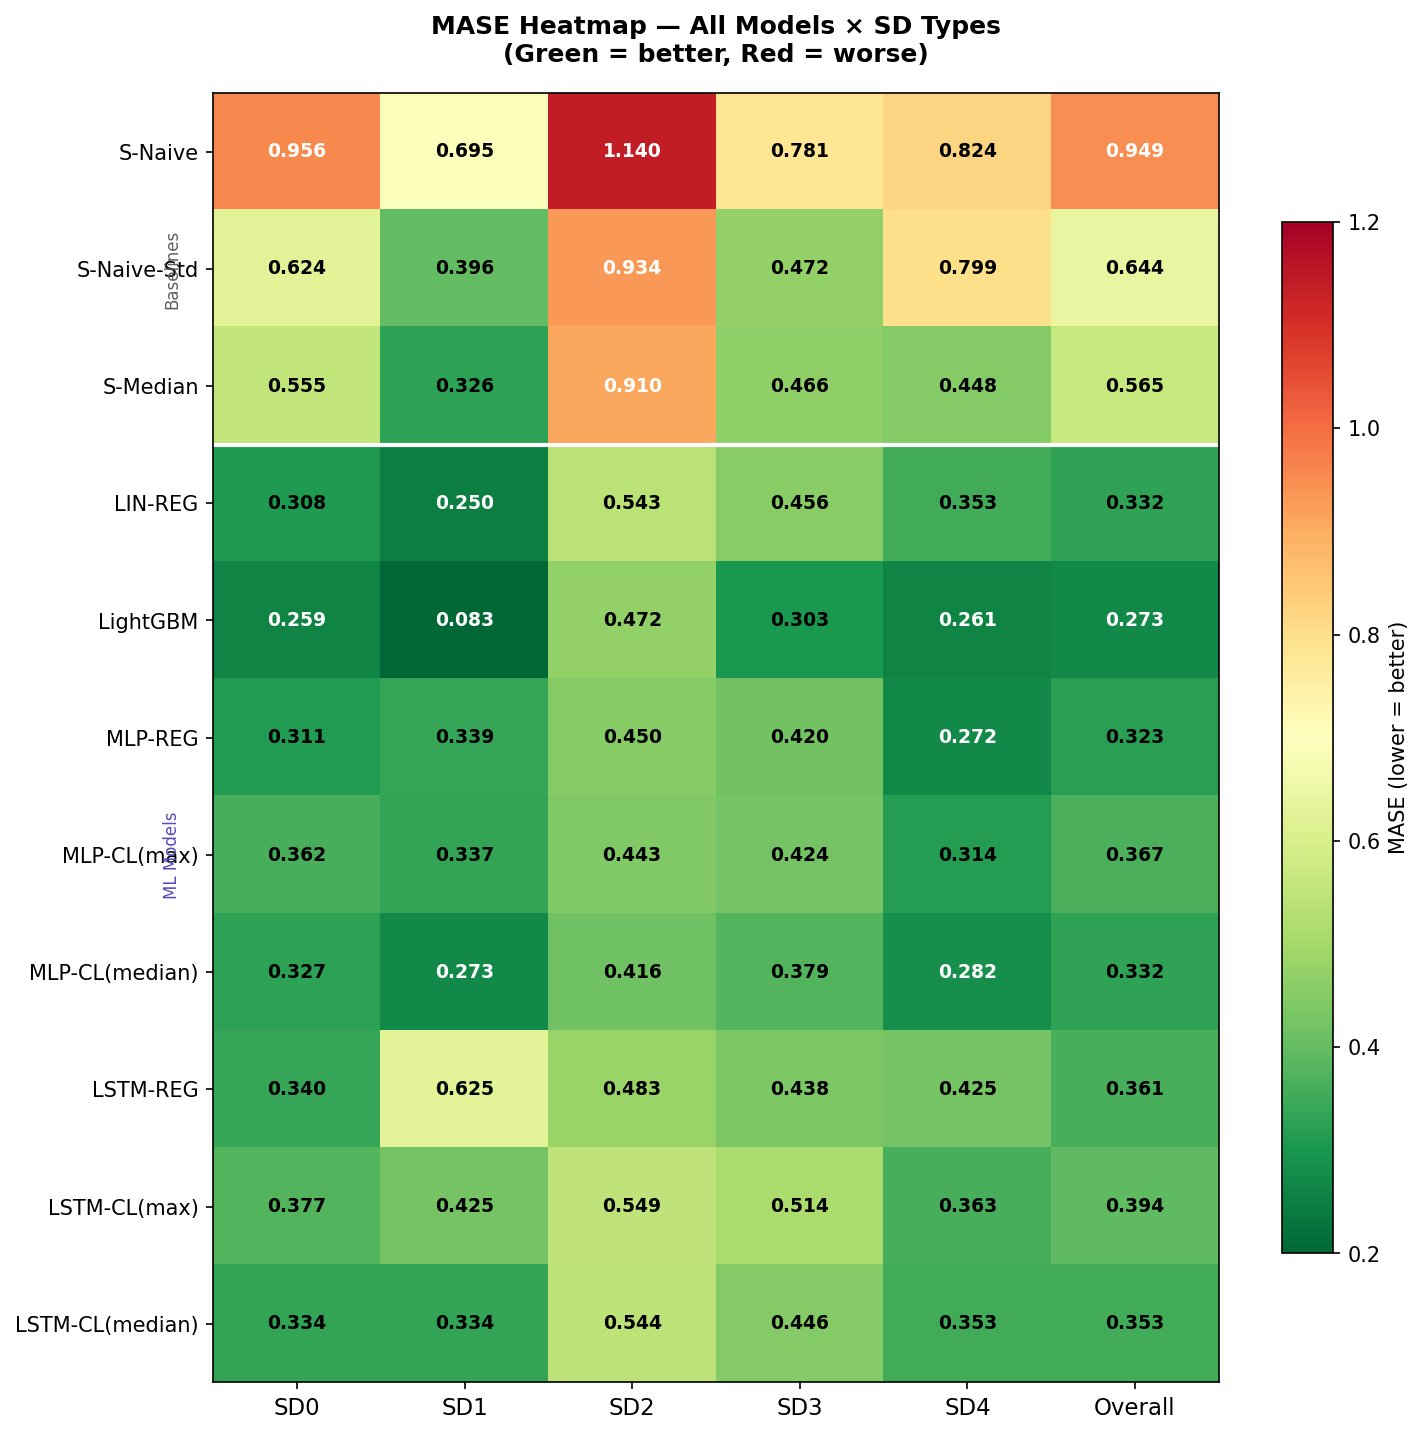 MASE Heatmap — All Models × SD Types
(Green = better, Red = worse)
S-Naive 0.956 0.695 1.140 0.781 0.824 0.949
S-Naive-Std 0.624 0.396 0.934 0.472 0.799 0.644
Baselines
S-Median 0.555 0.326 0.910 0.466 0.448 0.565
LIN-REG 0.308 0.250 0.543 0.456 0.353 0.332
LightGBM 0.259 0.083 0.472 0.303 0.261 0.273
MLP-REG 0.311 0.339 0.450 0.420 0.272 0.323
MLP-CL(max) 0.362 0.337 0.443 0.424 0.314 0.367
ML Models
MLP-CL(median) 0.327 0.273 0.416 0.379 0.282 0.332
LSTM-REG 0.340 0.625 0.483 0.438 0.425 0.361
LSTM-CL(max) 0.377 0.425 0.549 0.514 0.363 0.394
LSTM-CL(median) 0.334 0.334 0.544 0.446 0.353 0.353
SD0 SD1 SD2 SD3 SD4 Overall
1.2
1.0
0.8
0.6
0.4
0.2
MASE (lower = better)